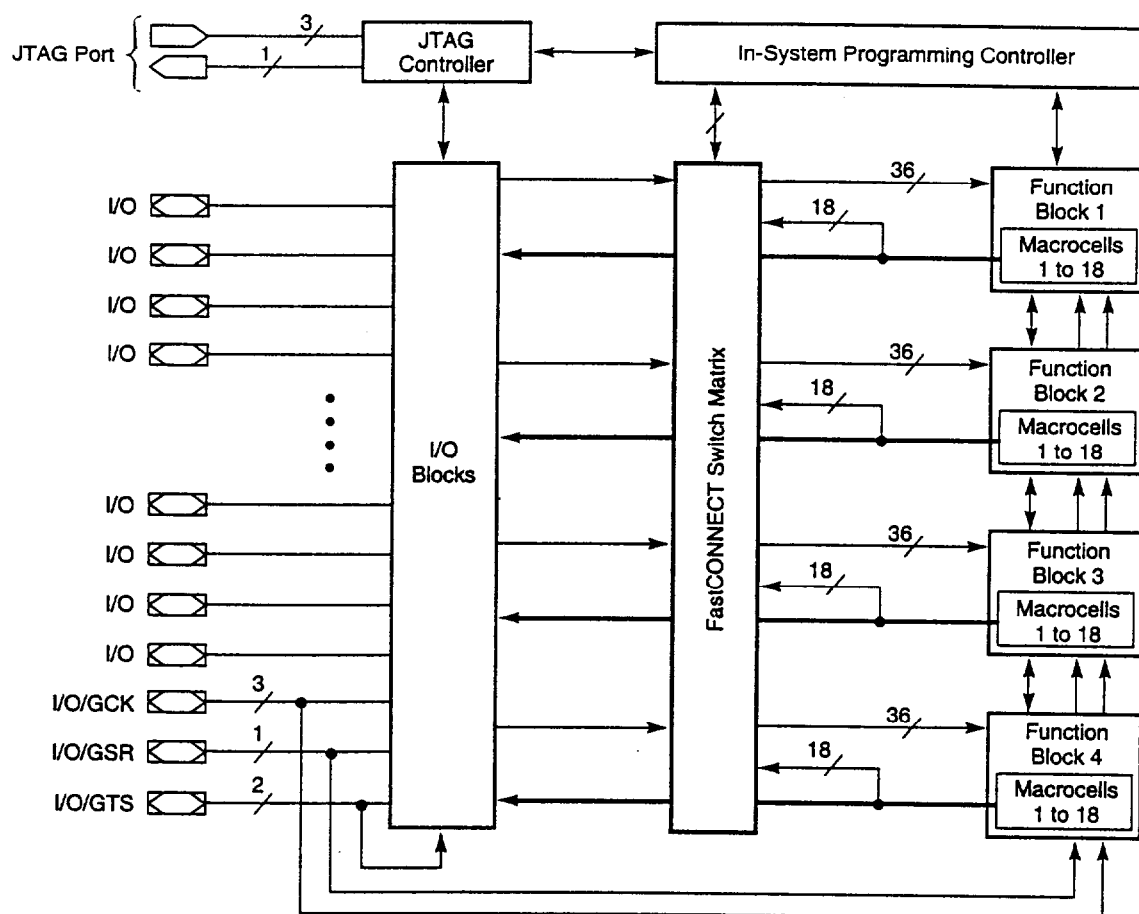 JTAG Port
3
1
JTAG
Controller
In-System Programming Controller
I/O
I/O
I/O
I/O
I/O
I/O
I/O
I/O
I/O/GCK
3
I/O/GSR
1
I/O/GTS
2
I/O
Blocks
FastCONNECT Switch Matrix
36
18
Function
Block 1
Macrocells
1 to 18
36
18
Function
Block 2
Macrocells
1 to 18
36
18
Function
Block 3
Macrocells
1 to 18
36
18
Function
Block 4
Macrocells
1 to 18